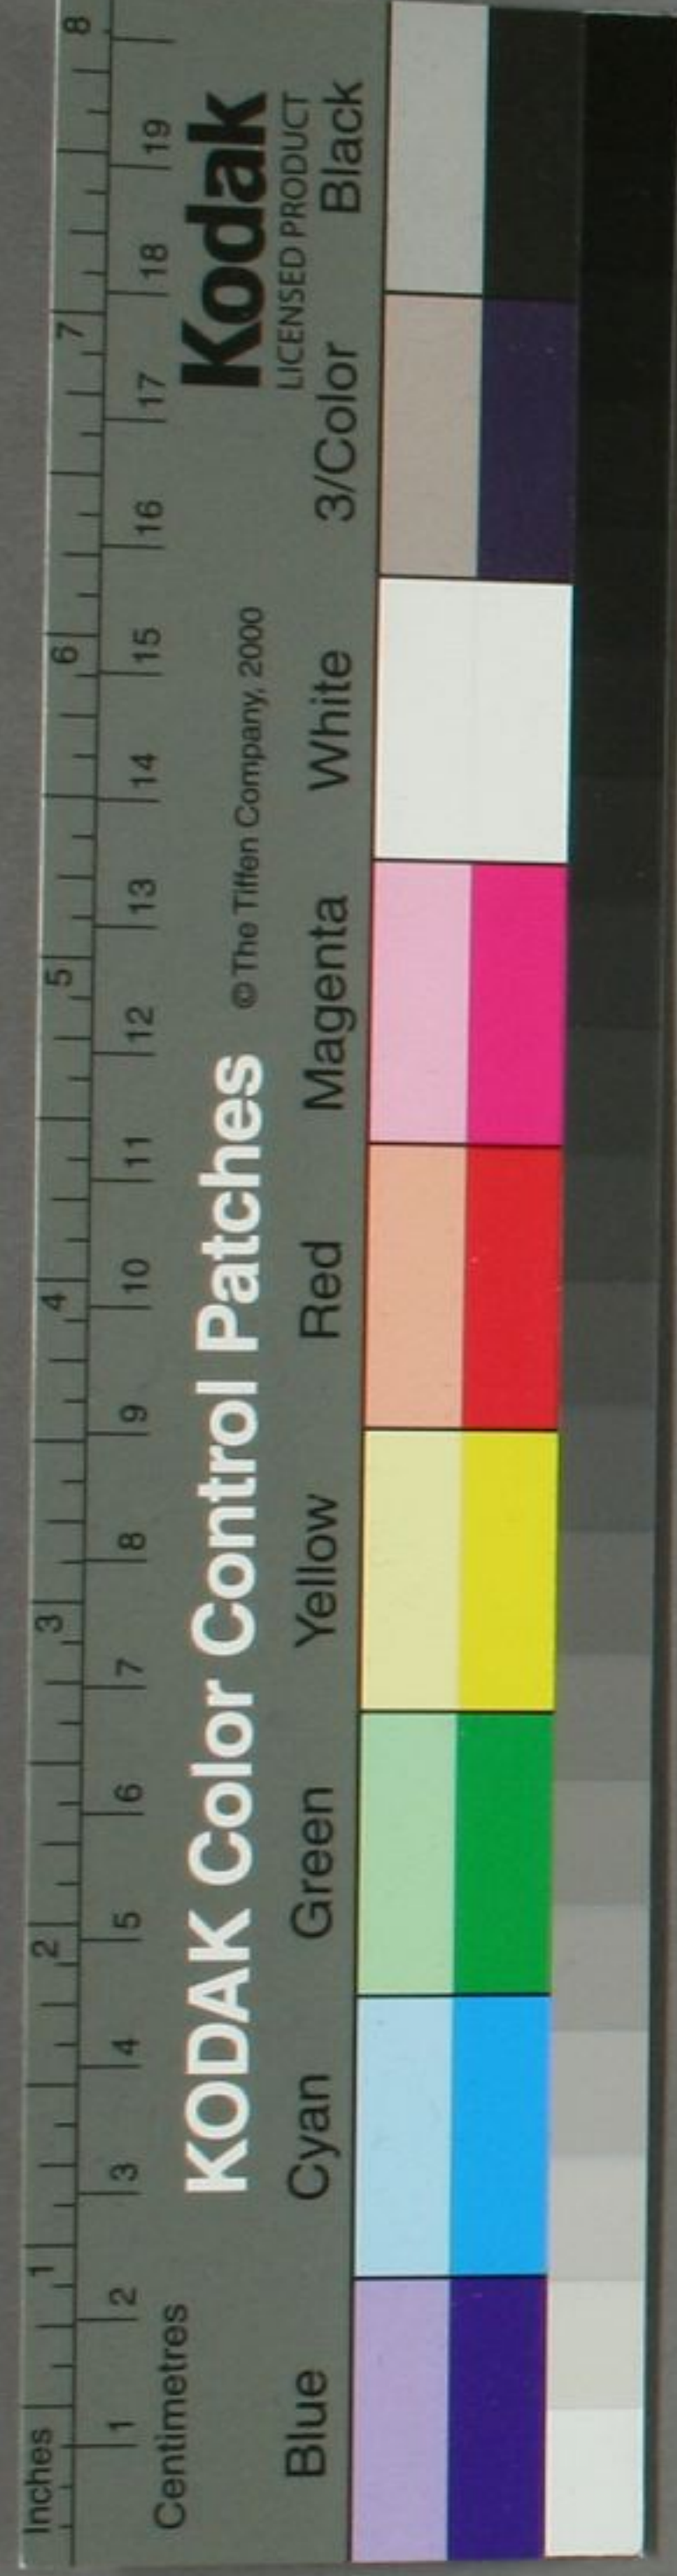 Inches 1 2 3 4 5 6 7 8
Centimetres 1 2 3 4 5 6 7 8 9 10 11 12 13 14 15 16 17 18 19
KODAK Color Control Patches © The Tiffen Company, 2000 Kodak
LICENSED PRODUCT
Blue Cyan Green Yellow Red Magenta White 3/Color Black